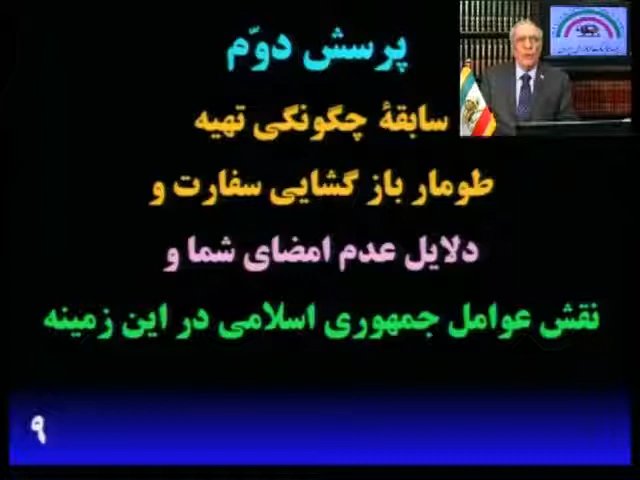 پرسش دوّم
سابقهٔ چگونگی تهیه
طومار باز گشایی سفارت و
دلایل عدم امضای شما و
نقش عوامل جمهوری اسلامی در این زمینه
۹